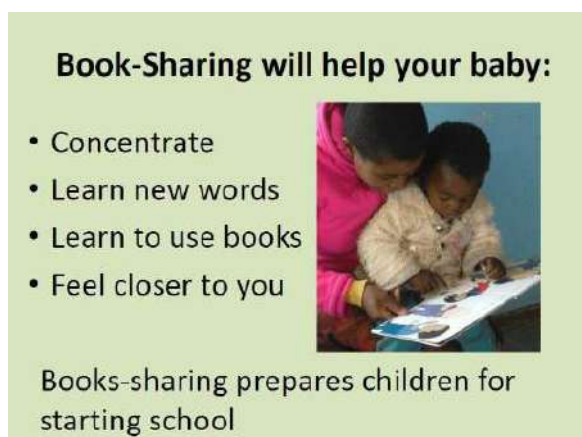 Book-Sharing will help your baby:
• Concentrate
• Learn new words
• Learn to use books
• Feel closer to you
Books-sharing prepares children for
starting school